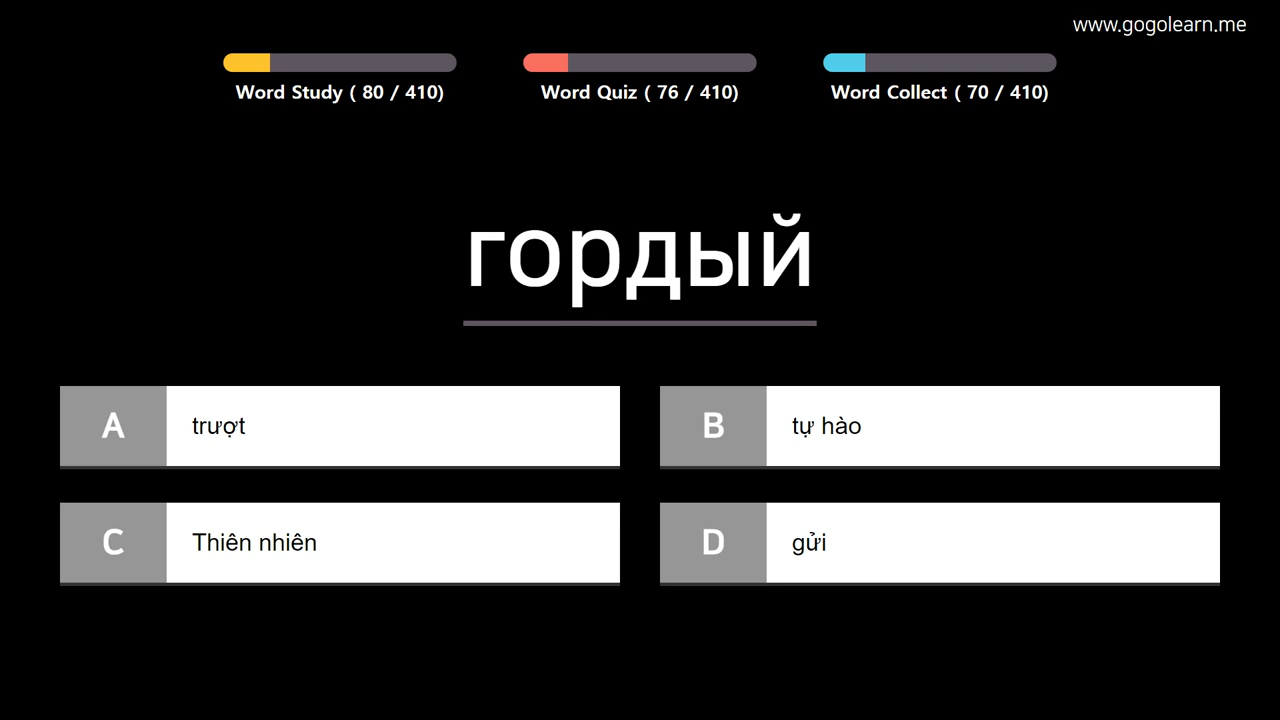 www.gogolearn.me
Word Study ( 80 / 410)
Word Quiz ( 76 / 410)
Word Collect ( 70 / 410)
гордый
A trượt
B tự hào
C Thiên nhiên
D gửi